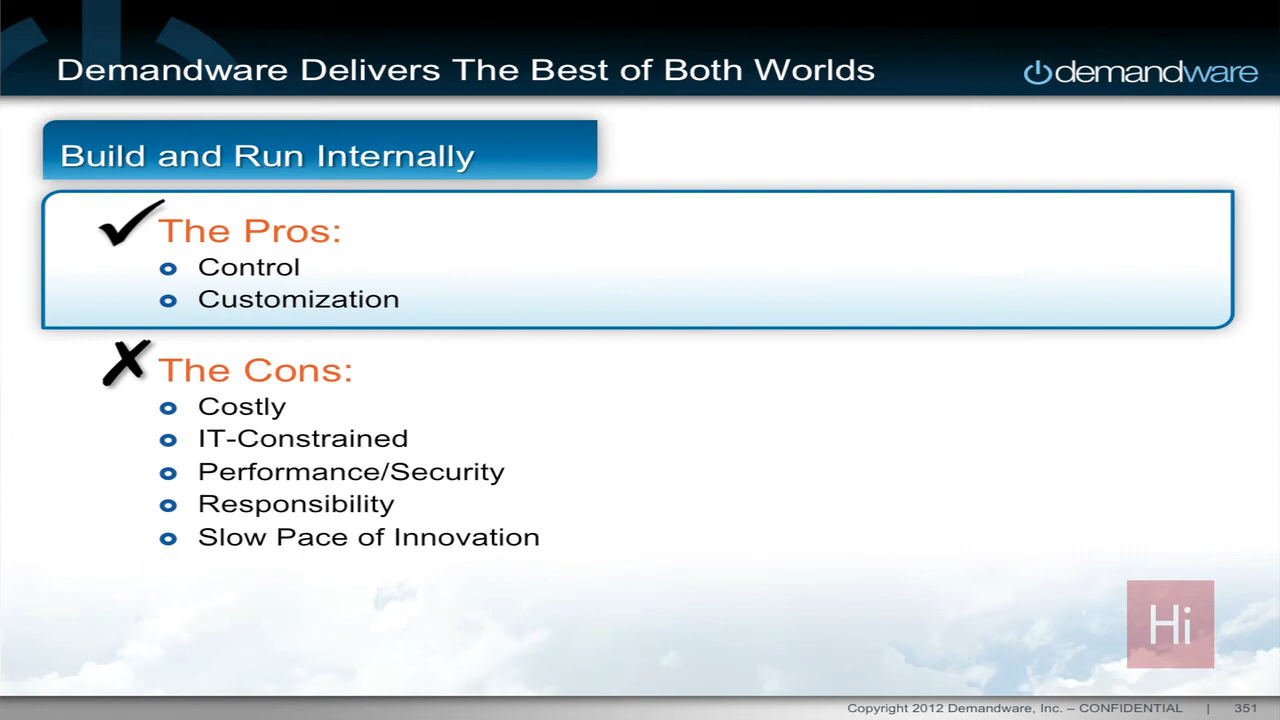 Demandware Delivers The Best of Both Worlds
demandware
Build and Run Internally
The Pros:
Control
Customization
The Cons:
Costly
IT-Constrained
Performance/Security
Responsibility
Slow Pace of Innovation
Hi
Copyright 2012 Demandware, Inc. – CONFIDENTIAL | 351